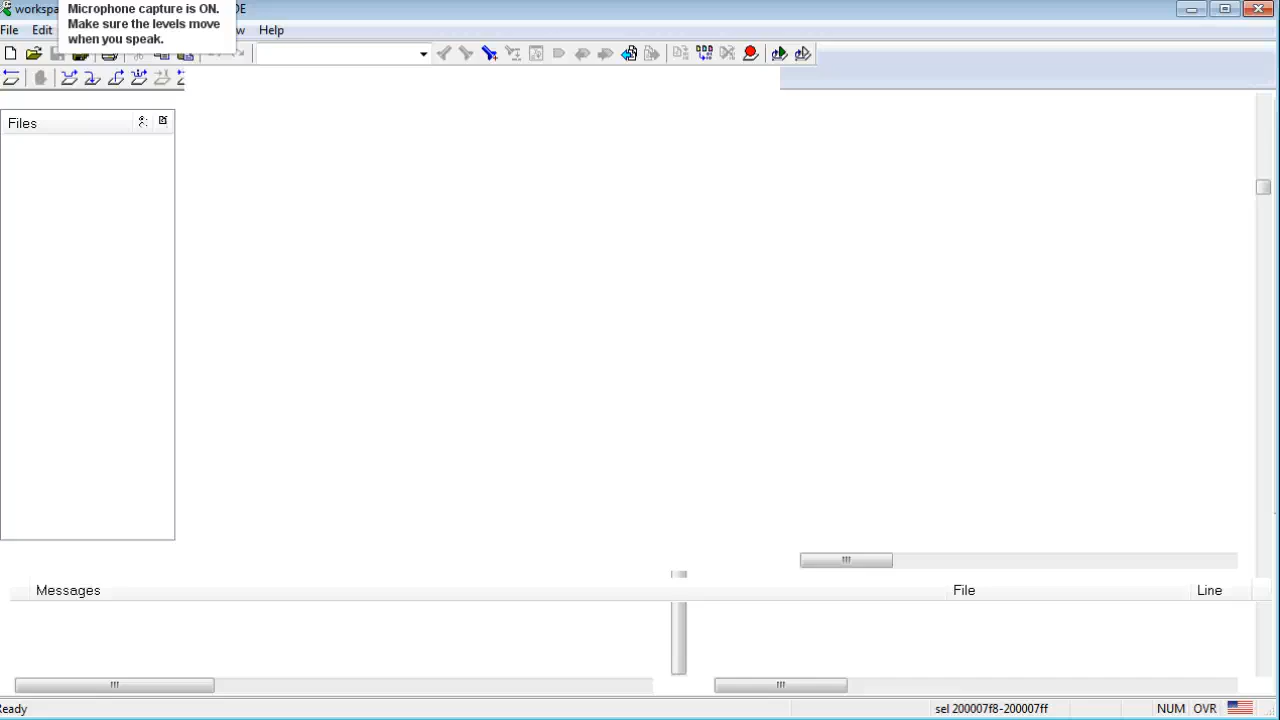 workspa
DE
Microphone capture is ON.
Make sure the levels move
when you speak.
File Edit w Help
Files
Messages File Line
Ready sel 200007f8-200007ff NUM OVR